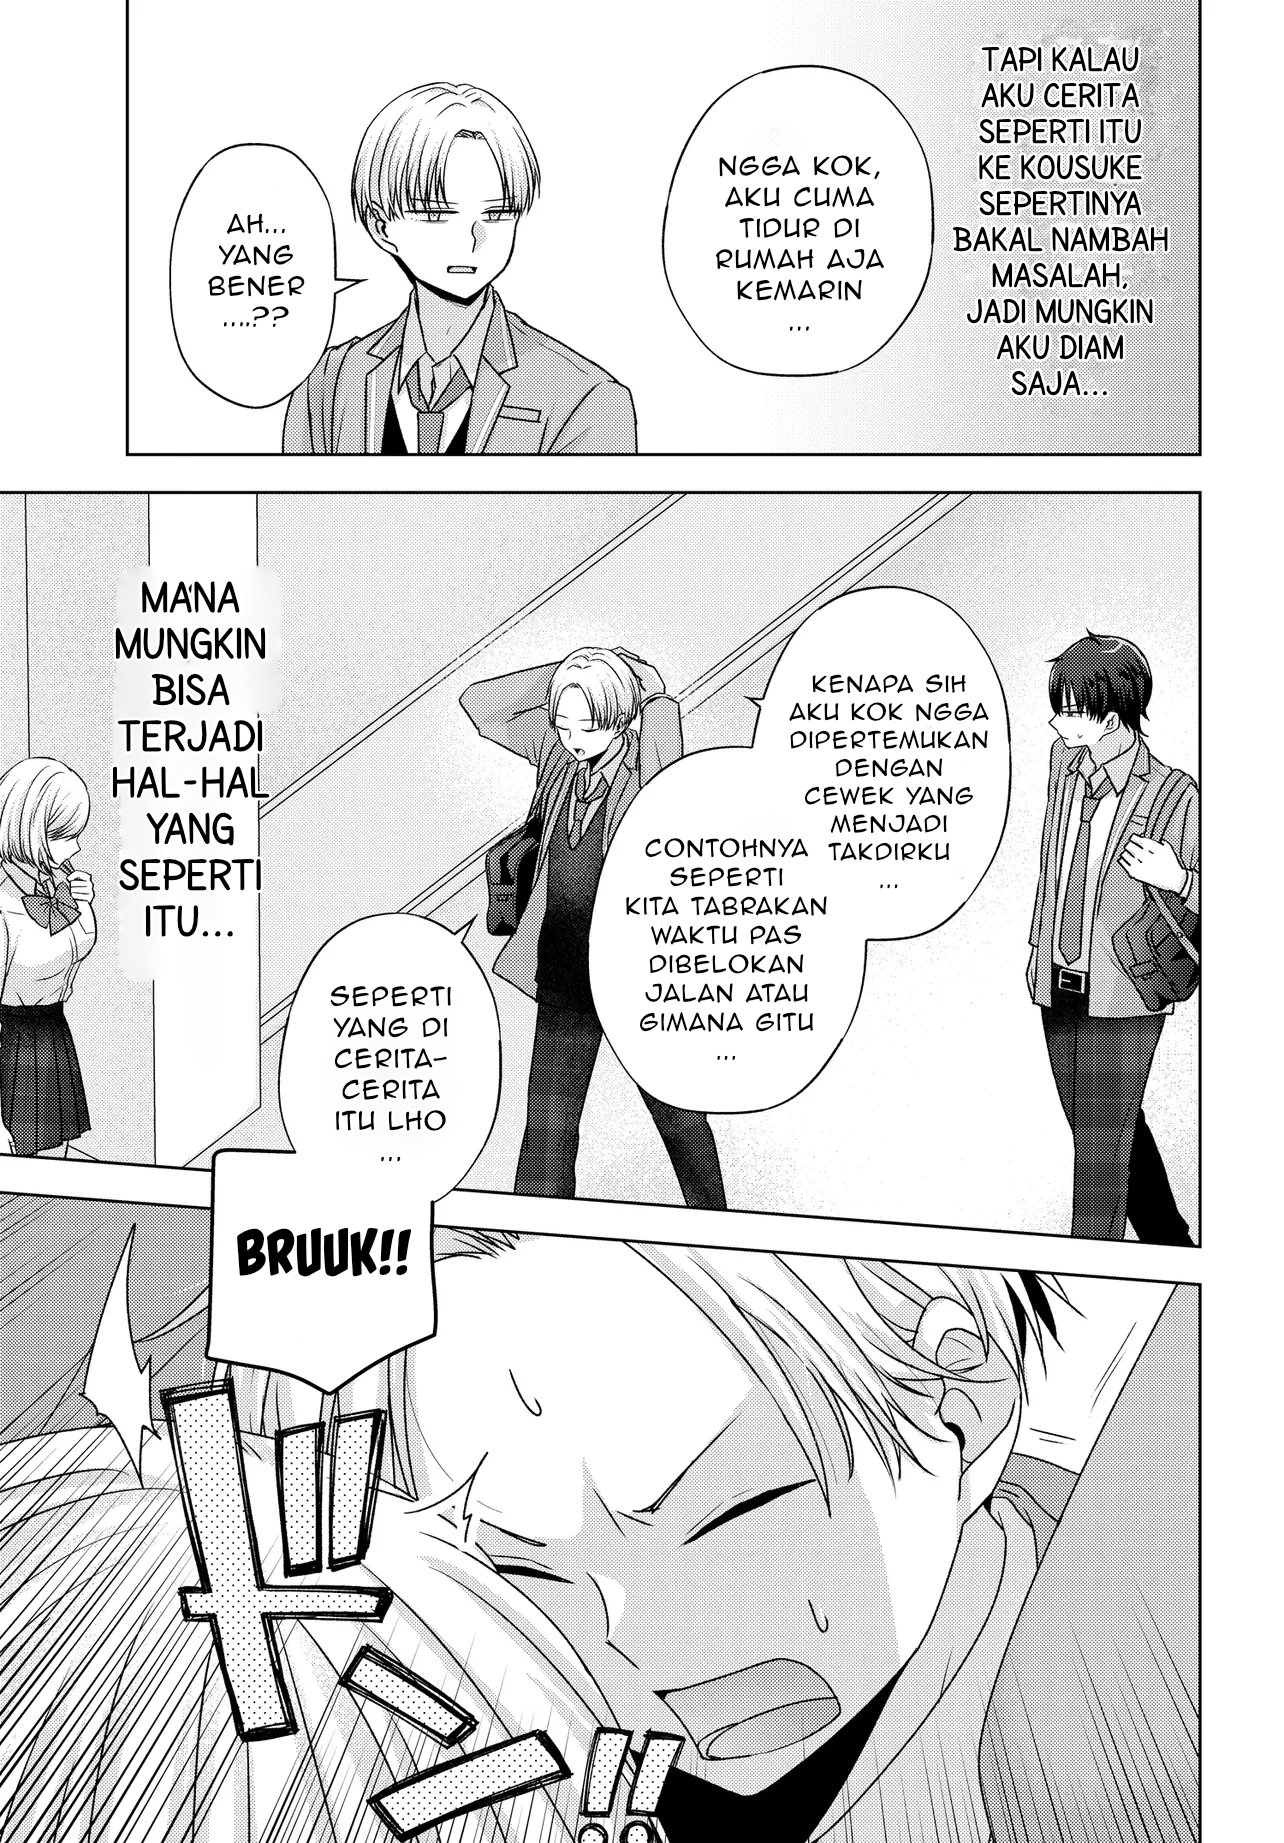 TAPI KALAU
AKU CERITA
SEPERTI ITU
KE KOUSUKE
SEPERTINYA
BAKAL NAMBAH
MASALAH,
JADI MUNGKIN
AKU DIAM
SAJA...
NGGA KOK,
AKU CUMA
TIDUR DI
RUMAH AJA
KEMARIN
...
AH...
YANG
BENER
....??
KENAPA SIH
AKU KOK NGGA
DIPERTEMUKAN
DENGAN
CEWEK YANG
MENJADI
TAKDIRKU
...
CONTOHNYA
SEPERTI
KITA TABRAKAN
WAKTU PAS
DIBELOKAN
JALAN ATAU
GIMANA GITU
...
SEPERTI
YANG DI
CERITA-
CERITA
ITU LHO
...
MANA
MUNGKIN
BISA
TERJADI
HAL-HAL
YANG
SEPERTI
ITU...
BRUUK!!
ドンッ!!